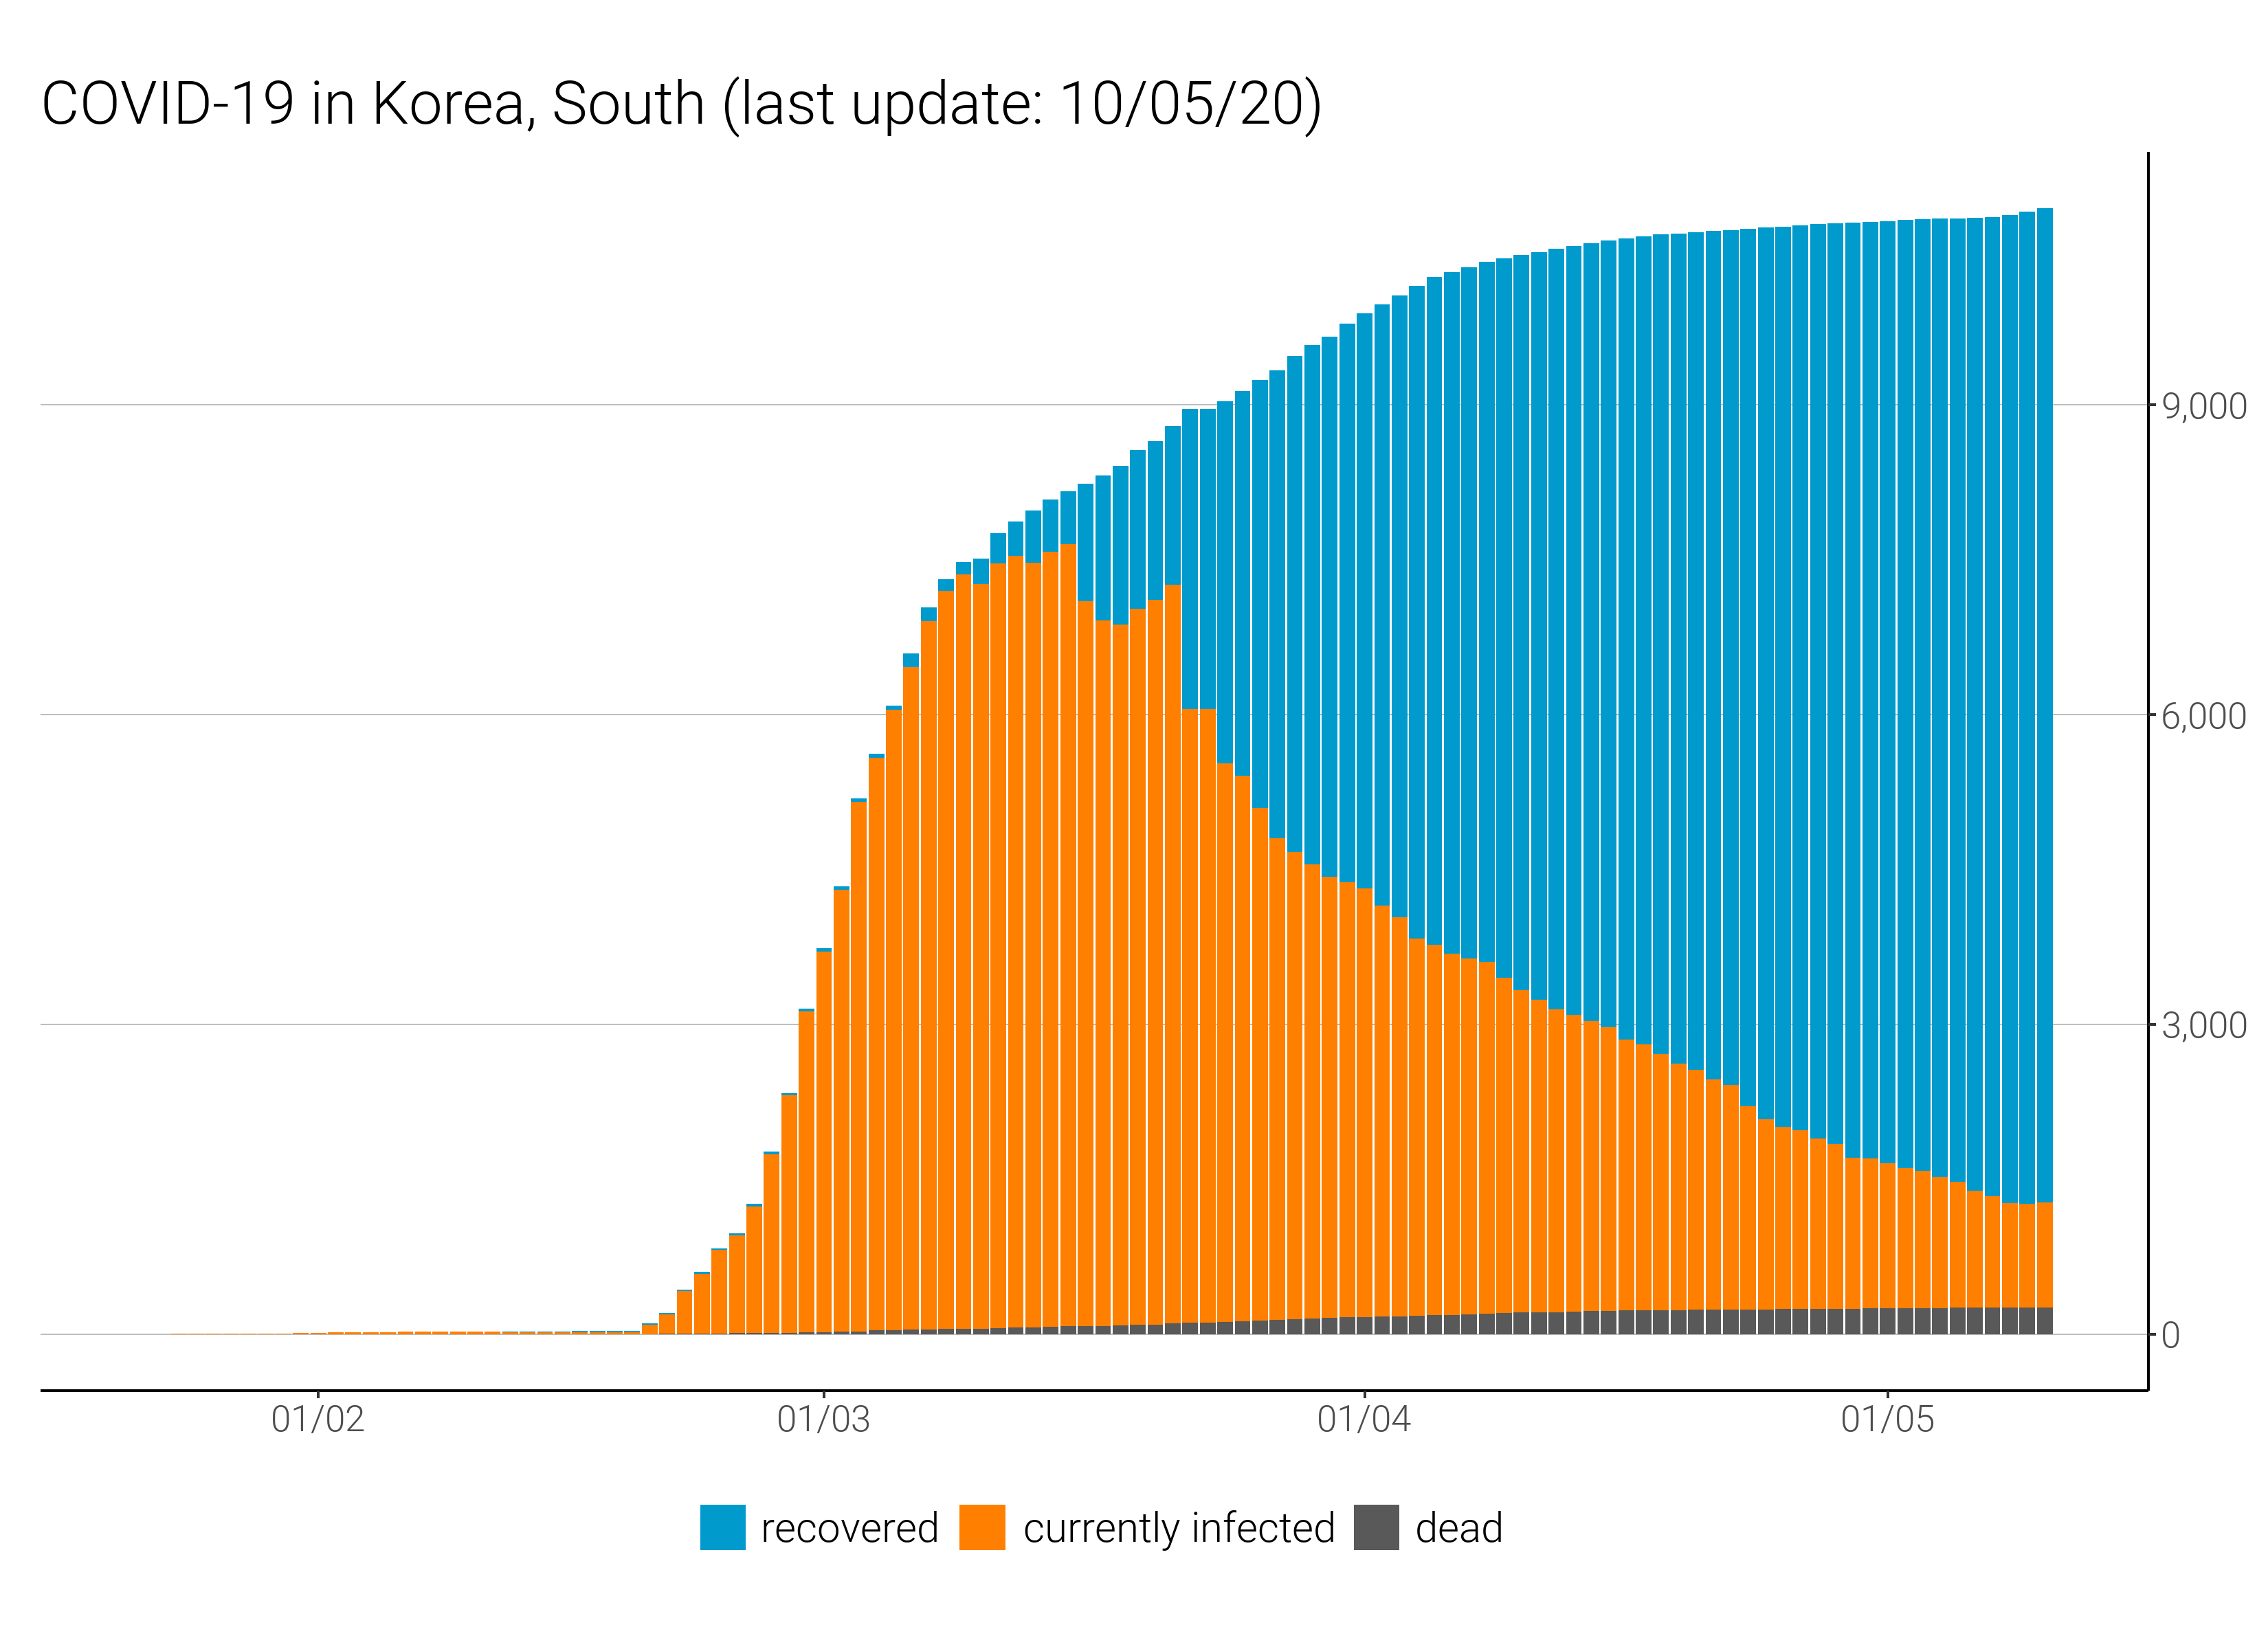 COVID-19 in Korea, South (last update: 10/05/20)
9,000
6,000
3,000
0
01/02 01/03 01/04 01/05
recovered currently infected dead